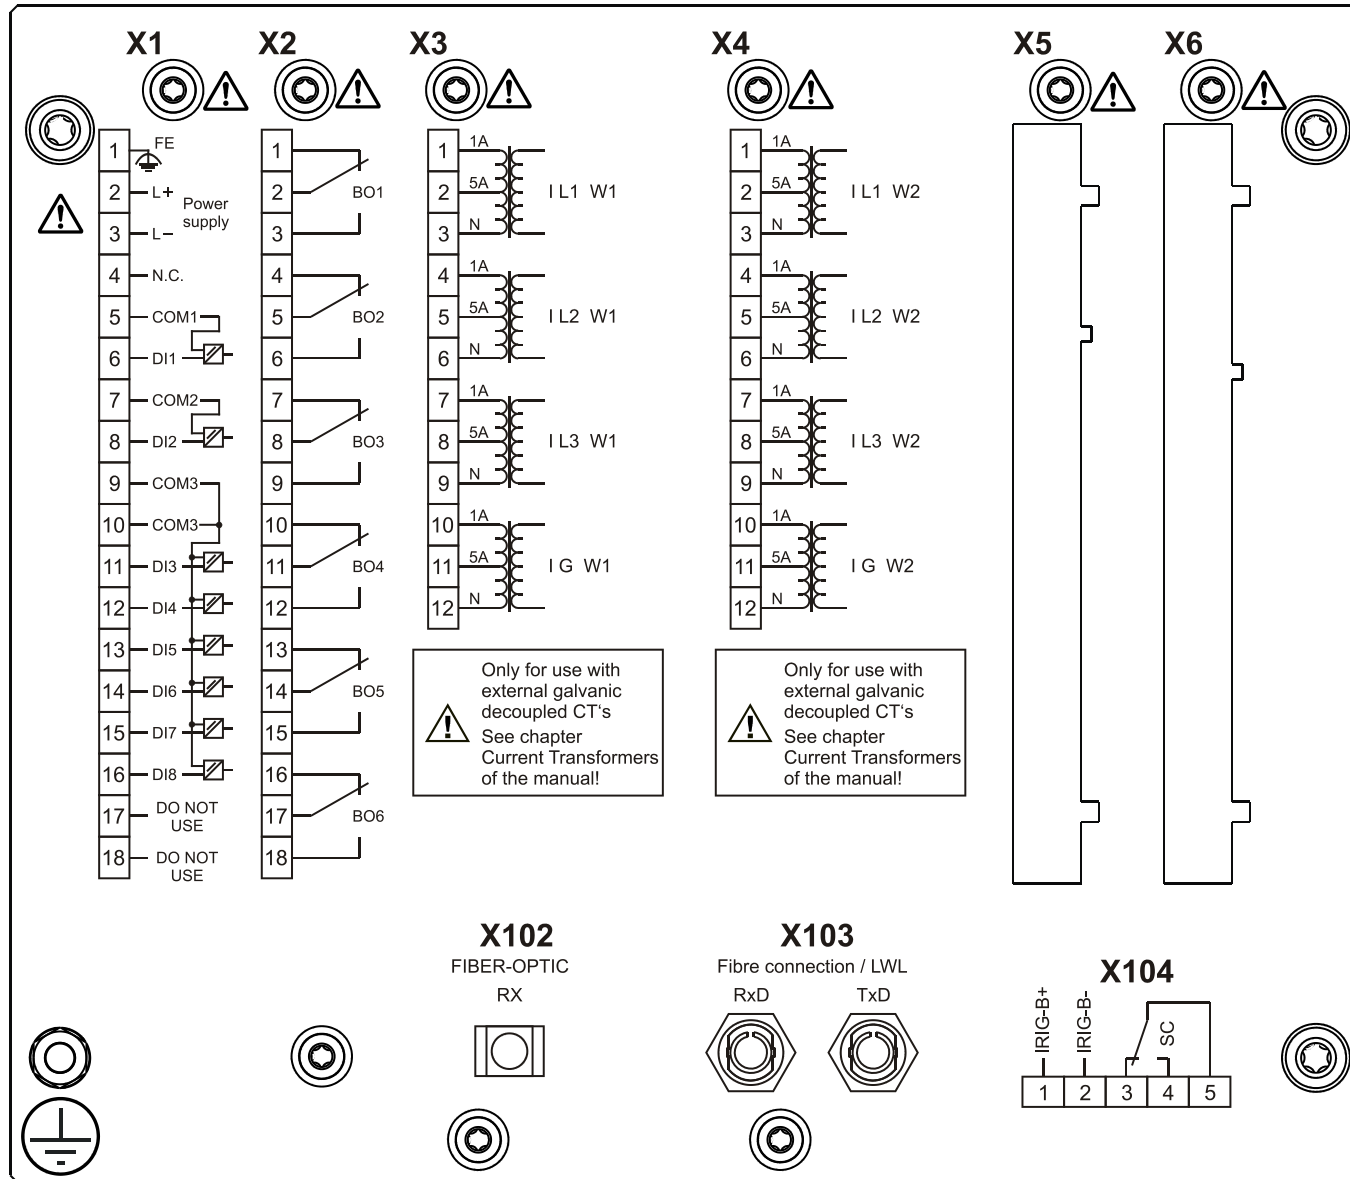 X1 X2 X3 X4 X5 X6
1 FE
2 L+
Power
supply
3 L–
4 N.C.
5 COM1
6 DI1
7 COM2
8 DI2
9 COM3
10 COM3
11 DI3
12 DI4
13 DI5
14 DI6
15 DI7
16 DI8
17 DO NOT
USE
18 DO NOT
USE
1
2 BO1
3
4
5 BO2
6
7
8 BO3
9
10
11 BO4
12
13
14 BO5
15
16
17 BO6
18
1 1A
2 5A I L1 W1
3 N
4 1A
5 5A I L2 W1
6 N
7 1A
8 5A I L3 W1
9 N
10 1A
11 5A I G W1
12 N
Only for use with
external galvanic
decoupled CT‘s
See chapter
Current Transformers
of the manual!
1 1A
2 5A I L1 W2
3 N
4 1A
5 5A I L2 W2
6 N
7 1A
8 5A I L3 W2
9 N
10 1A
11 5A I G W2
12 N
Only for use with
external galvanic
decoupled CT‘s
See chapter
Current Transformers
of the manual!
X102
FIBER-OPTIC
RX
X103
Fibre connection / LWL
RxD TxD
X104
IRIG-B+
IRIG-B-
SC
1 2 3 4 5